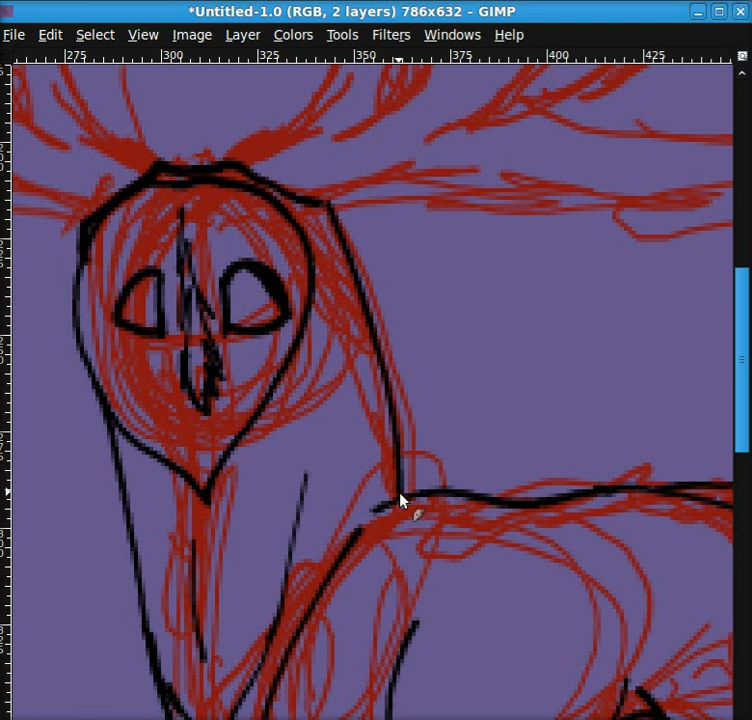 *Untitled-1.0 (RGB, 2 layers) 786x632 – GIMP
File Edit Select View Image Layer Colors Tools Filters Windows Help
275 300 325 350 375 400 425